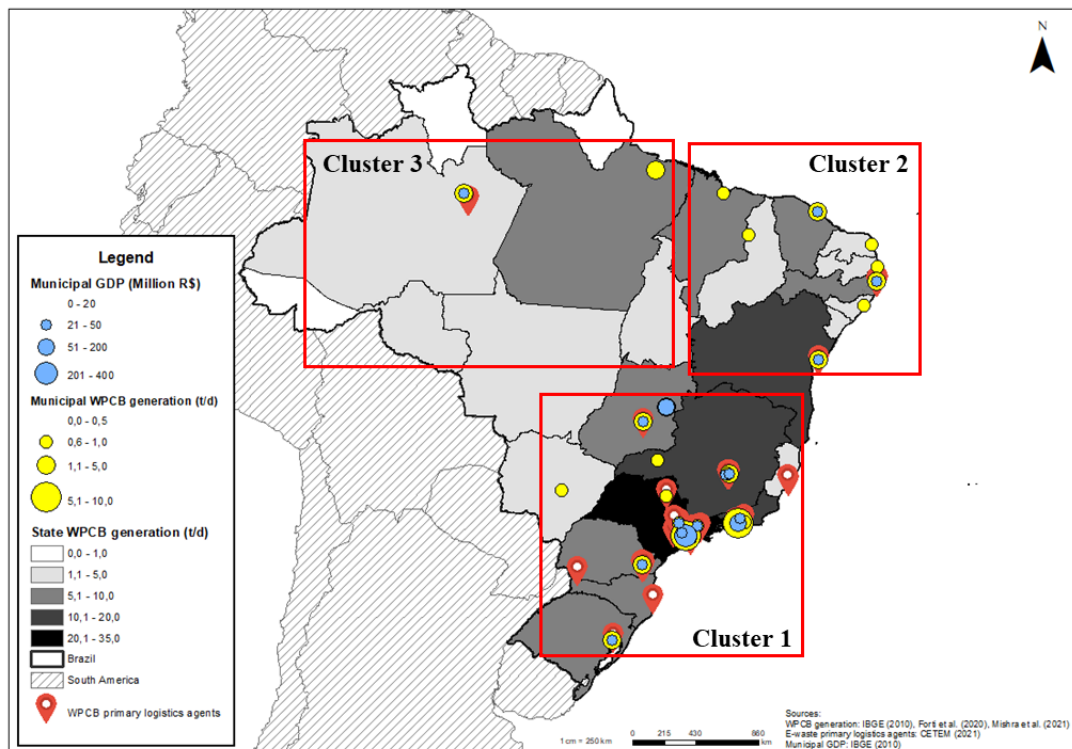 N
Cluster 3
Cluster 2
Legend
Municipal GDP (Million R$)
0 - 20
21 - 50
51 - 200
201 - 400
Municipal WPCB generation (t/d)
0,0 - 0,5
0,6 - 1,0
1,1 - 5,0
5,1 - 10,0
State WPCB generation (t/d)
0,0 - 1,0
1,1 - 5,0
5,1 - 10,0
10,1 - 20,0
20,1 - 35,0
Brazil
South America
WPCB primary logistics agents
Cluster 1
1 cm = 250 km
0 215 430 860
km
Sources:
WPCB generation: IBGE (2010), Forti et al. (2020), Mishra et al. (2021)
E-waste primary logistics agents: CETEM (2021)
Municipal GDP: IBGE (2010)